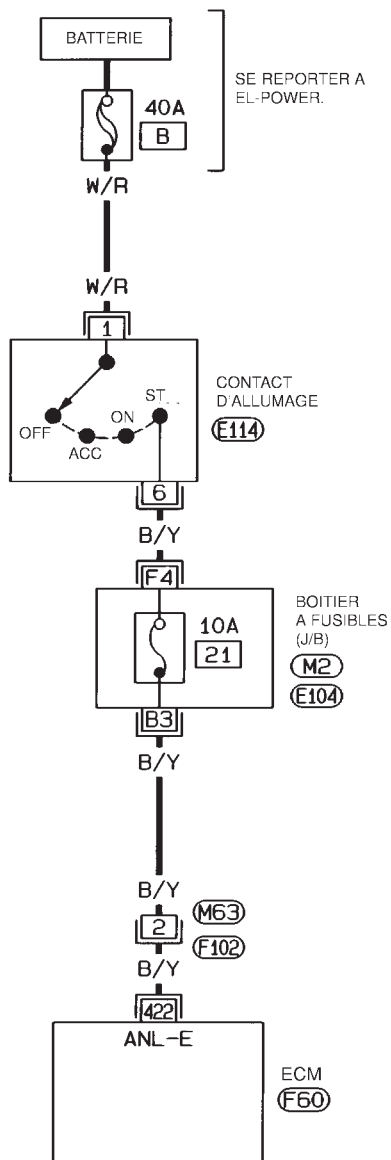 BATTERIE
SE REPORTER A
EL-POWER.
40A
B
W/R
W/R
1
ST
CONTACT
D'ALLUMAGE
OFF
ON
ACC
E114
6
B/Y
F4
BOITIER
A FUSIBLES
(J/B)
10A
21
M2
E104
B3
B/Y
B/Y
M63
2
F102
B/Y
422
ANL-E
ECM
F60